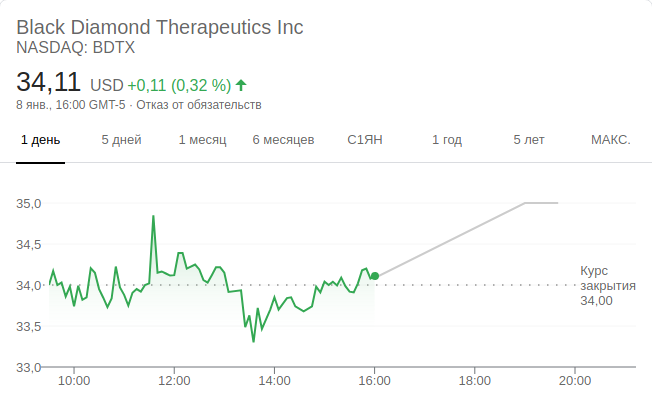 Black Diamond Therapeutics Inc
NASDAQ: BDTX
34,11 USD +0,11 (0,32 %)
8 янв., 16:00 GMT-5 · Отказ от обязательств
1 день 5 дней 1 месяц 6 месяцев С1ЯН 1 год 5 лет МАКС.
35,0
34,5
34,0
33,5
33,0
Курс
закрытия
34,00
10:00 12:00 14:00 16:00 18:00 20:00